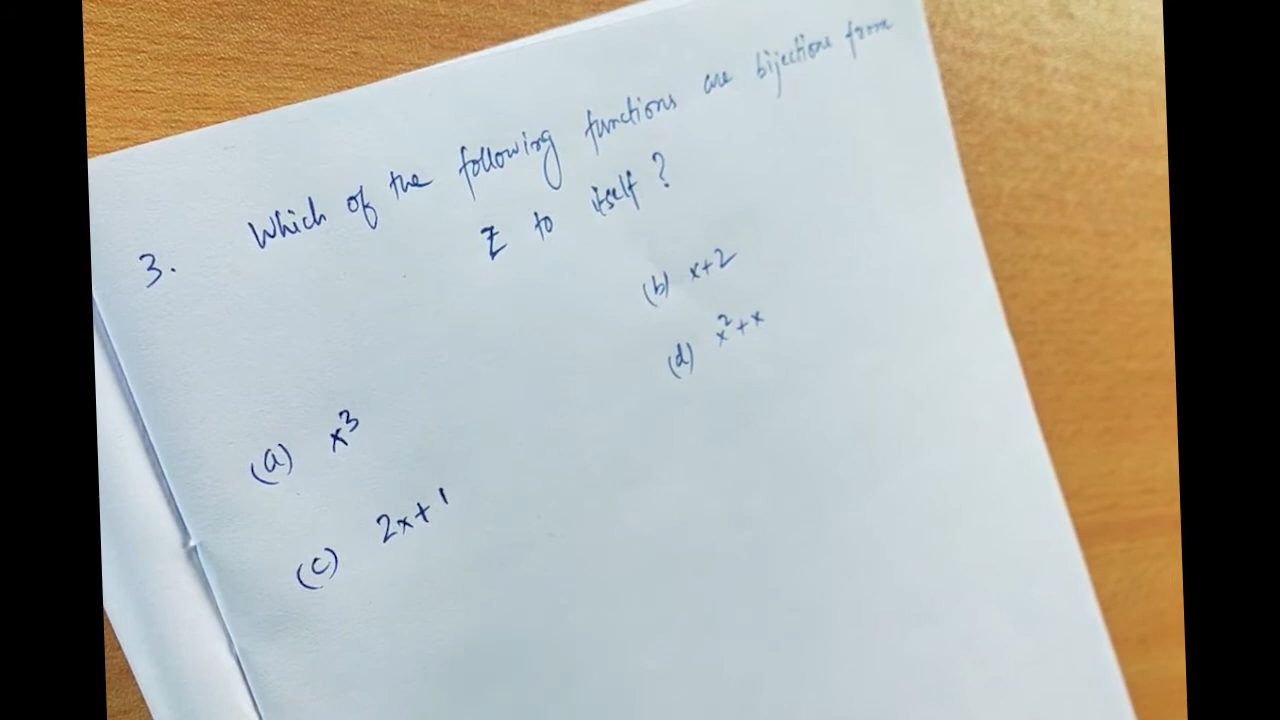 3. Which of the following functions are bijections from
Z to itself ?
(a) x³ (b) x+2
(c) 2x+1 (d) x²+x